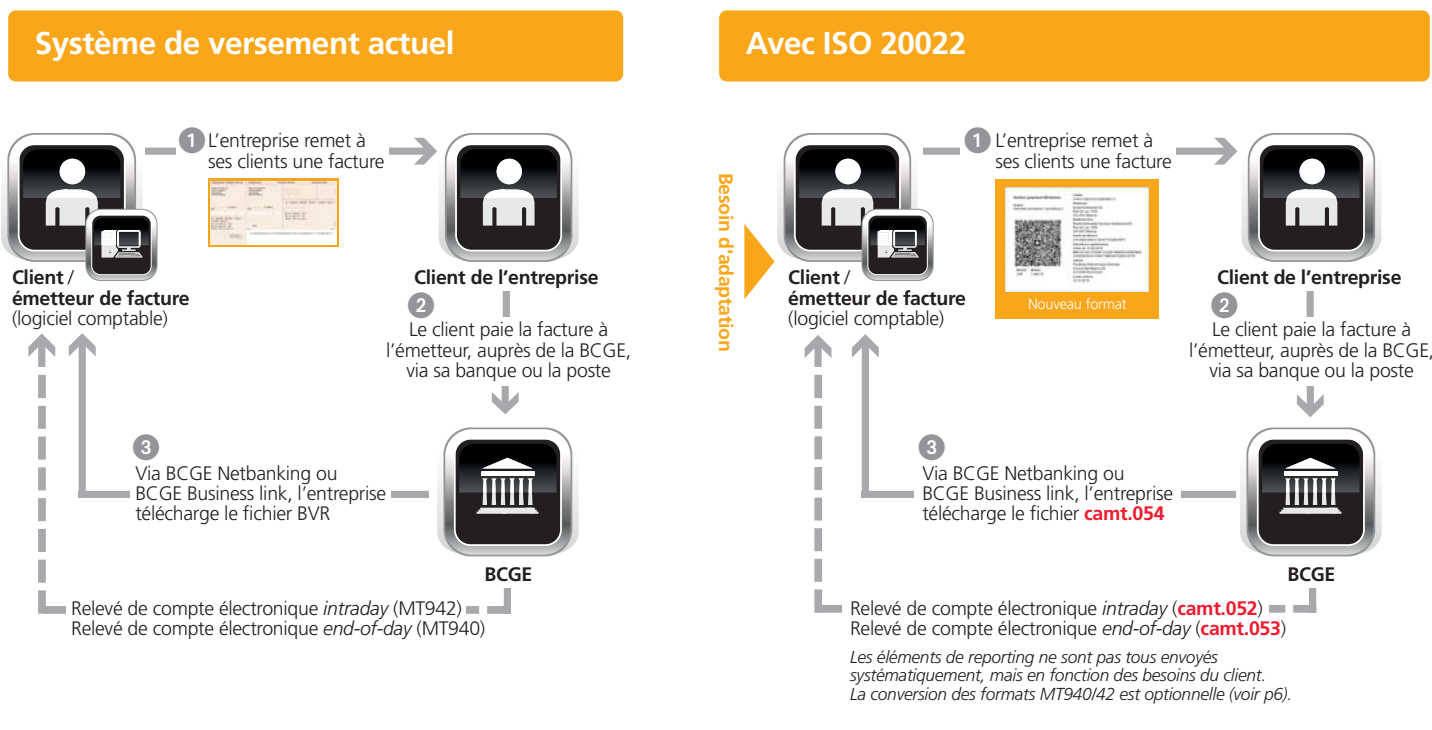 Système de versement actuel
1 L'entreprise remet à
ses clients une facture
Client /
émetteur de facture
(logiciel comptable)
Client de l'entreprise
2
Le client paie la facture à
l'émetteur, auprès de la BCGE,
via sa banque ou la poste
3
Via BCGE Netbanking ou
BCGE Business link, l'entreprise
télécharge le fichier BVR
BCGE
Relevé de compte électronique intraday (MT942)
Relevé de compte électronique end-of-day (MT940)
Avec ISO 20022
Besoin d'adaptation
1 L'entreprise remet à
ses clients une facture
Nouveau format
Client /
émetteur de facture
(logiciel comptable)
Client de l'entreprise
2
Le client paie la facture à
l'émetteur, auprès de la BCGE,
via sa banque ou la poste
3
Via BCGE Netbanking ou
BCGE Business link, l'entreprise
télécharge le fichier camt.054
BCGE
Relevé de compte électronique intraday (camt.052)
Relevé de compte électronique end-of-day (camt.053)
Les éléments de reporting ne sont pas tous envoyés
systématiquement, mais en fonction des besoins du client.
La conversion des formats MT940/42 est optionnelle (voir p6).